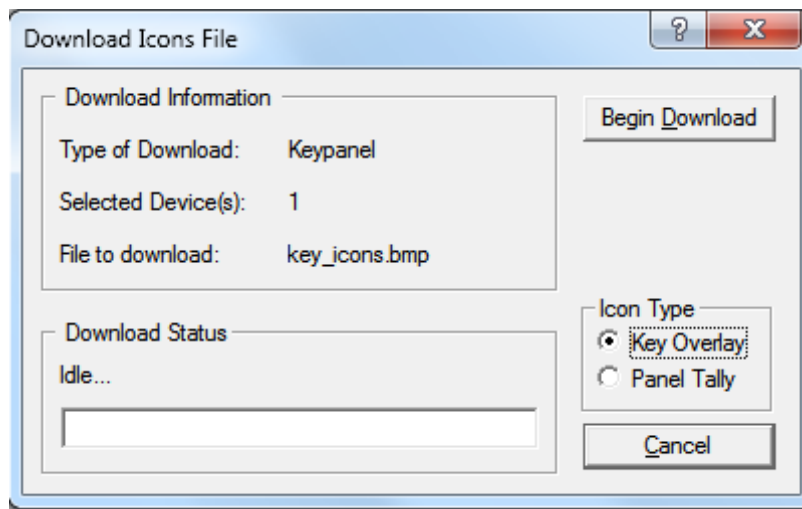 Download Icons File
Download Information
Type of Download: Keypanel
Selected Device(s): 1
File to download: key_icons.bmp
Begin Download
Download Status
Idle...
Icon Type
Key Overlay
Panel Tally
Cancel